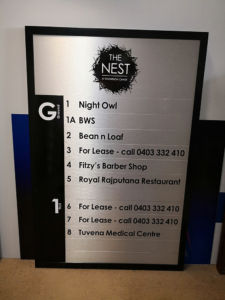 THE
NEST
G Ground
1 Night Owl
1A BWS
2 Bean n Loaf
3 For Lease - call 0403 332 410
4 Fitzy's Barber Shop
5 Royal Rajputana Restaurant
1
6 For Lease - call 0403 332 410
7 For Lease - call 0403 332 410
8 Tuvena Medical Centre